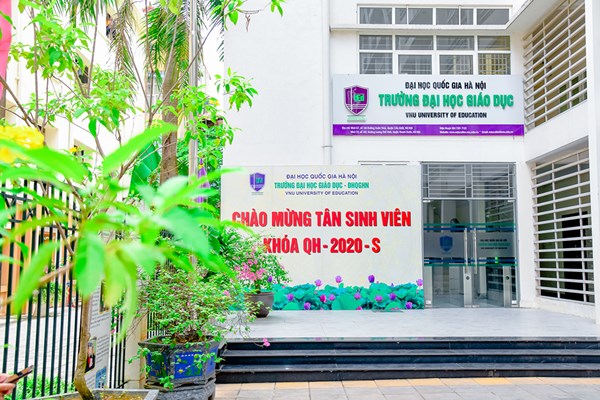 ĐẠI HỌC QUỐC GIA HÀ NỘI
TRƯỜNG ĐẠI HỌC GIÁO DỤC
VNU UNIVERSITY OF EDUCATION
ĐẠI HỌC QUỐC GIA HÀ NỘI
TRƯỜNG ĐẠI HỌC GIÁO DỤC - ĐHQGHN
VNU UNIVERSITY OF EDUCATION
CHÀO MỪNG TÂN SINH VIÊN
KHÓA QH - 2020 - S